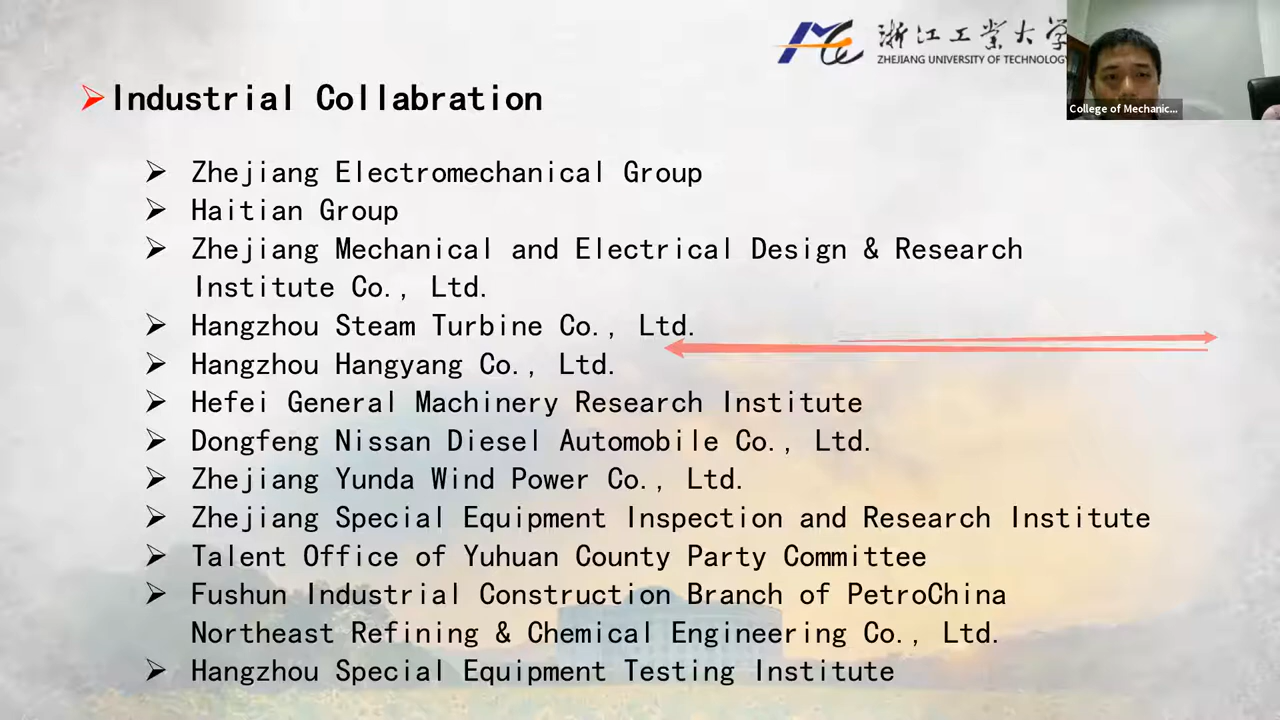 浙江工業大学
ZHEJIANG UNIVERSITY OF TECHNOLOGY
College of Mechanic...
➢Industrial Collabration
➢ Zhejiang Electromechanical Group
➢ Haitian Group
➢ Zhejiang Mechanical and Electrical Design & Research
Institute Co., Ltd.
➢ Hangzhou Steam Turbine Co., Ltd.
➢ Hangzhou Hangyang Co., Ltd.
➢ Hefei General Machinery Research Institute
➢ Dongfeng Nissan Diesel Automobile Co., Ltd.
➢ Zhejiang Yunda Wind Power Co., Ltd.
➢ Zhejiang Special Equipment Inspection and Research Institute
➢ Talent Office of Yuhuan County Party Committee
➢ Fushun Industrial Construction Branch of PetroChina
Northeast Refining & Chemical Engineering Co., Ltd.
➢ Hangzhou Special Equipment Testing Institute